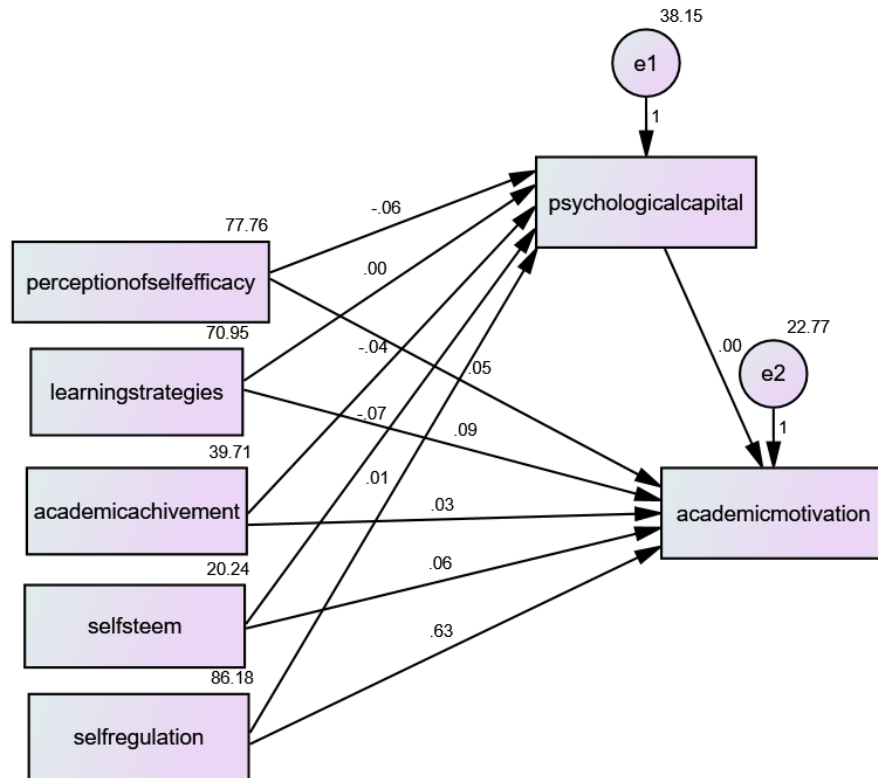 38.15
e1
1
psychologicalcapital
-.06
77.76
perceptionofselfefficacy
.00
70.95
-.04
.05
.00
22.77
e2
learningstrategies
-.07
.09
1
39.71
academicachivement
.01
.03
academicmotivation
20.24
.06
selfsteem
.63
86.18
selfregulation